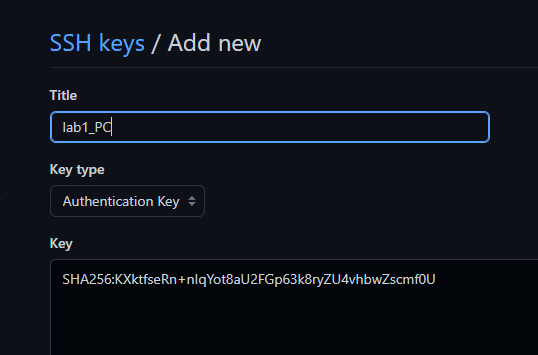 SSH keys / Add new
Title
lab1_PC
Key type
Authentication Key
Key
SHA256:KXktfseRn+nIqYot8aU2FGp63k8ryZU4vhbwZscmf0U